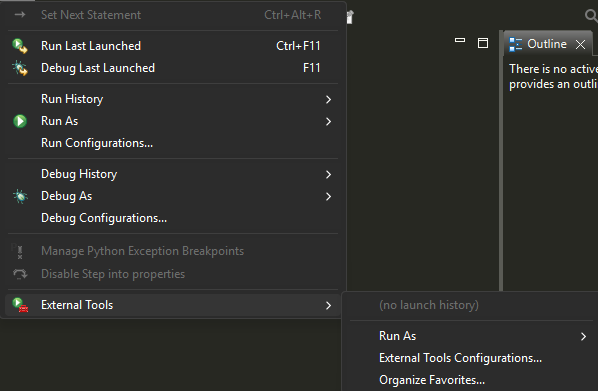 Set Next Statement Ctrl+Alt+R
Run Last Launched Ctrl+F11
Debug Last Launched F11
Run History
Run As
Run Configurations...
Debug History
Debug As
Debug Configurations...
Manage Python Exception Breakpoints
Disable Step into properties
External Tools
(no launch history)
Run As
External Tools Configurations...
Organize Favorites...
Outline
There is no active
provides an outli